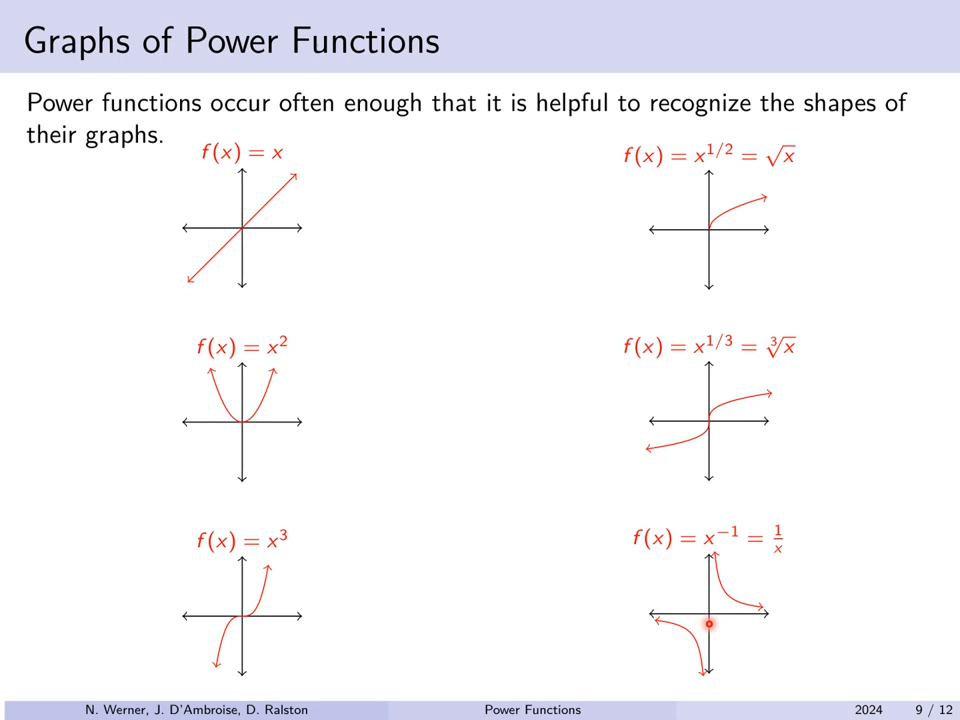 Graphs of Power Functions
Power functions occur often enough that it is helpful to recognize the shapes of
their graphs.
f(x) = x
f(x) = x^{1/2} = √x
f(x) = x²
f(x) = x^{1/3} = ∛x
f(x) = x³
f(x) = x^{−1} = 1/x
N. Werner, J. D'Ambroise, D. Ralston
Power Functions
2024
9 / 12